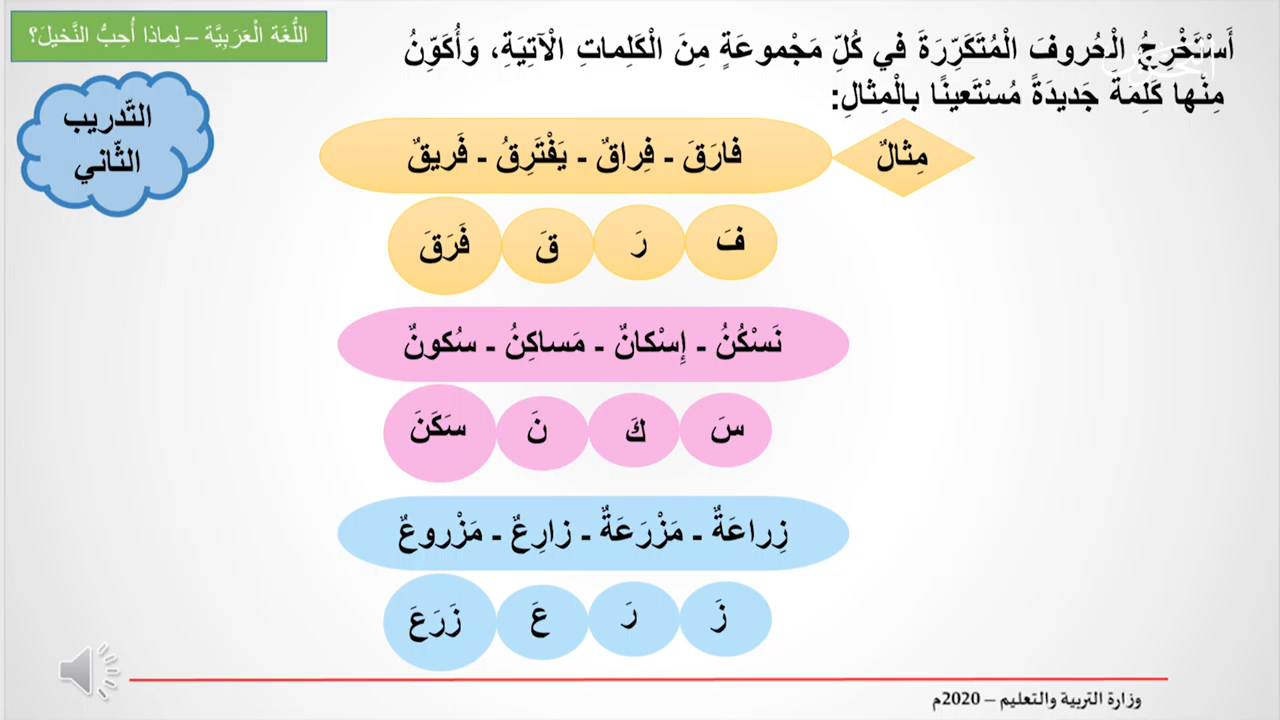 اللُّغَة الْعَرَبِيَّة – لِماذا أُحِبُّ النَّخيلَ؟
أَسْتَخْرِجُ الْحُروفَ الْمُتَكَرِّرَةَ في كُلِّ مَجْموعَةٍ مِنَ الْكَلِماتِ الْآتِيَةِ، وَأُكَوِّنُ
مِنْها كَلِمَةً جَديدَةً مُسْتَعينًا بالْمِثالِ:
التّدريب
الثّاني
مِثالٌ
فارَقَ - فِراقٌ - يَفْتَرِقُ - فَريقٌ
فَ رَ قَ فَرَقَ
نَسْكُنُ - إِسْكانٌ - مَساكِنُ - سُكونٌ
سَ كَ نَ سَكَنَ
زِراعَةٌ - مَزْرَعَةٌ - زارِعٌ - مَزْروعٌ
زَ رَ عَ زَرَعَ
وزارة التربية والتعليم – 2020م